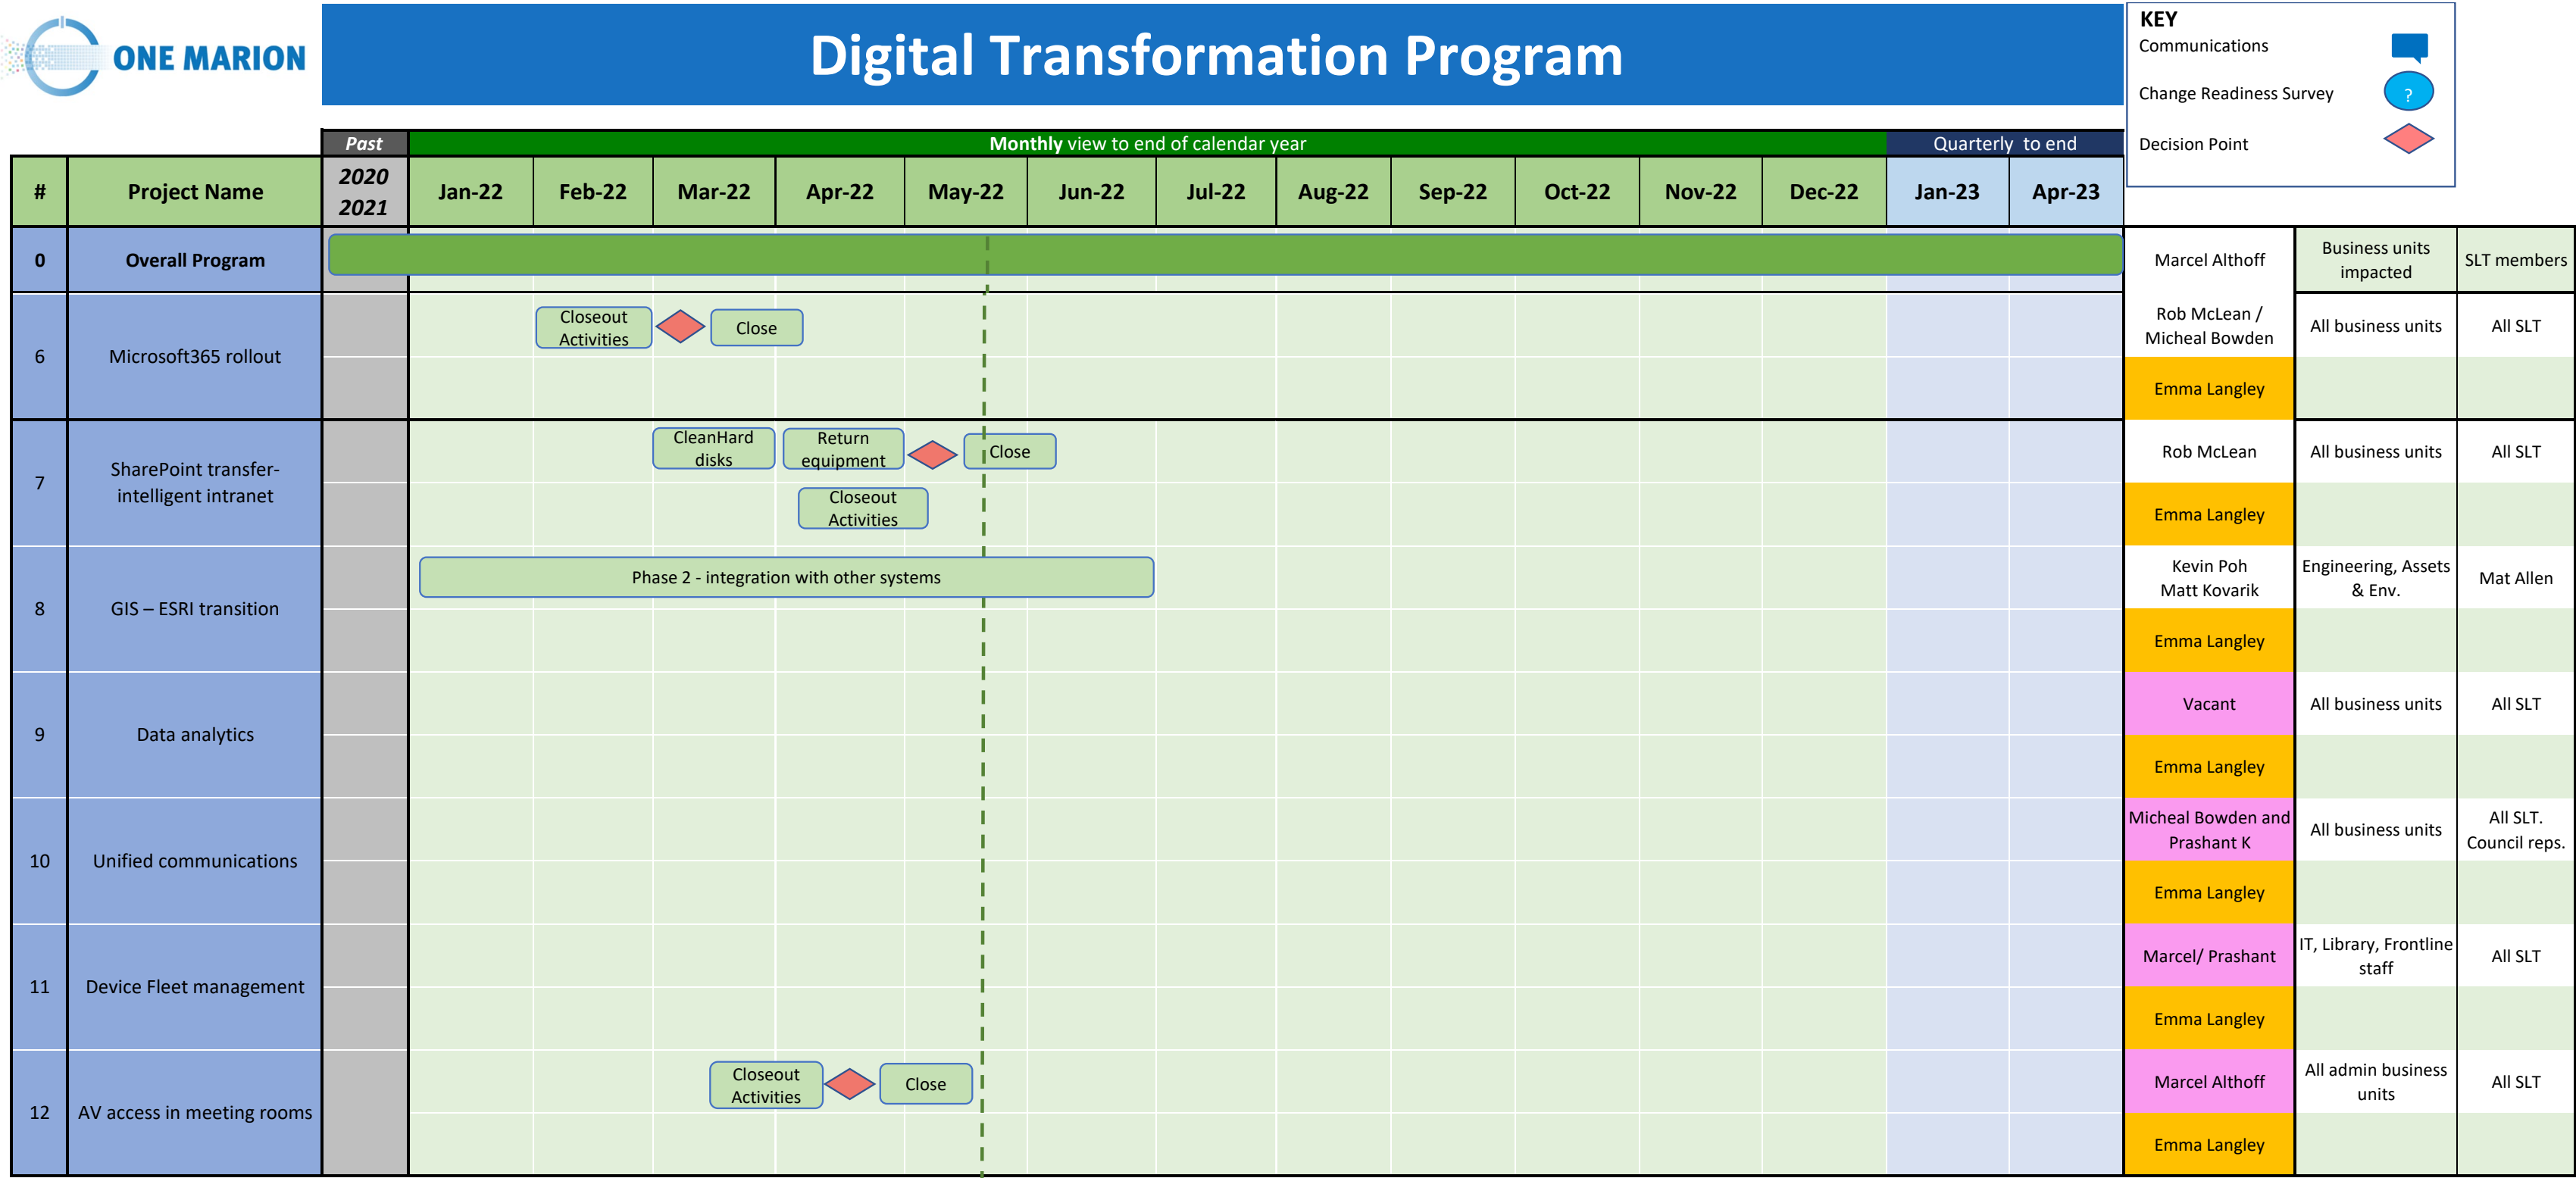 ONE MARION
Digital Transformation Program
KEY
Communications
Change Readiness Survey
?
Decision Point
Past
Monthly view to end of calendar year
Quarterly to end
#
Project Name
2020
2021
Jan-22
Feb-22
Mar-22
Apr-22
May-22
Jun-22
Jul-22
Aug-22
Sep-22
Oct-22
Nov-22
Dec-22
Jan-23
Apr-23
0
Overall Program
Marcel Althoff
Business units
impacted
SLT members
6
Microsoft365 rollout
Closeout
Activities
Close
Rob McLean /
Micheal Bowden
All business units
All SLT
Emma Langley
7
SharePoint transfer-
intelligent intranet
CleanHard
disks
Return
equipment
Close
Closeout
Activities
Rob McLean
All business units
All SLT
Emma Langley
8
GIS – ESRI transition
Phase 2 - integration with other systems
Kevin Poh
Matt Kovarik
Engineering, Assets
& Env.
Mat Allen
Emma Langley
9
Data analytics
Vacant
All business units
All SLT
Emma Langley
10
Unified communications
Micheal Bowden and
Prashant K
All business units
All SLT.
Council reps.
Emma Langley
11
Device Fleet management
Marcel/ Prashant
IT, Library, Frontline
staff
All SLT
Emma Langley
12
AV access in meeting rooms
Closeout
Activities
Close
Marcel Althoff
All admin business
units
All SLT
Emma Langley